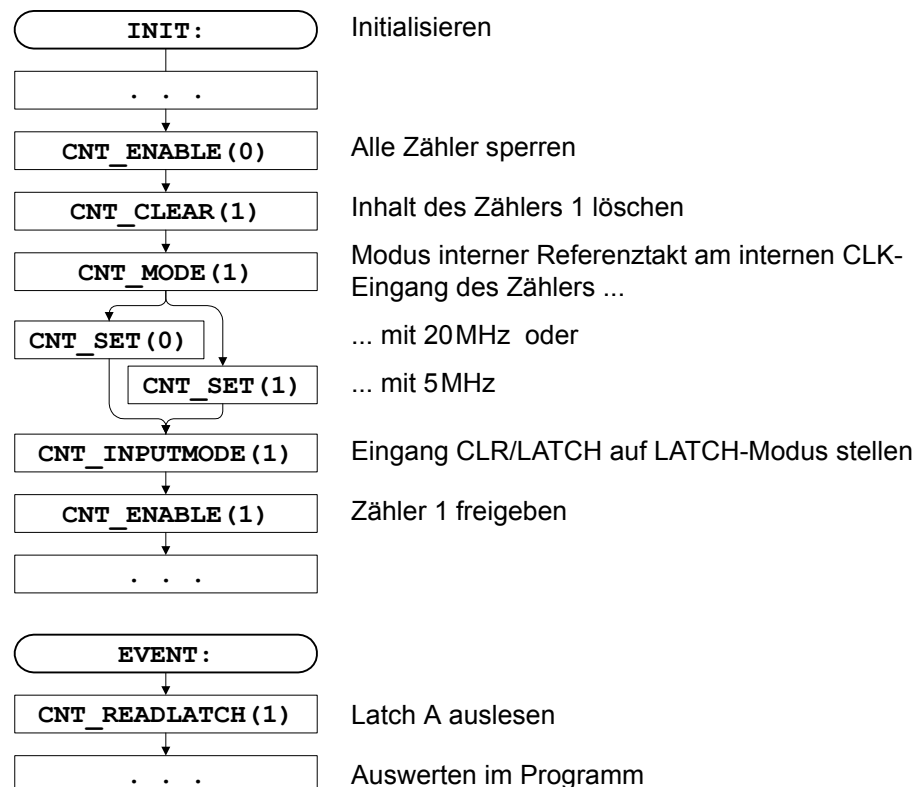 INIT: Initialisieren
. . .
CNT_ENABLE(0) Alle Zähler sperren
CNT_CLEAR(1) Inhalt des Zählers 1 löschen
CNT_MODE(1) Modus interner Referenztakt am internen CLK-
Eingang des Zählers ...
CNT_SET(0) ... mit 20MHz oder
CNT_SET(1) ... mit 5MHz
CNT_INPUTMODE(1) Eingang CLR/LATCH auf LATCH-Modus stellen
CNT_ENABLE(1) Zähler 1 freigeben
. . .
EVENT:
CNT_READLATCH(1) Latch A auslesen
. . . Auswerten im Programm